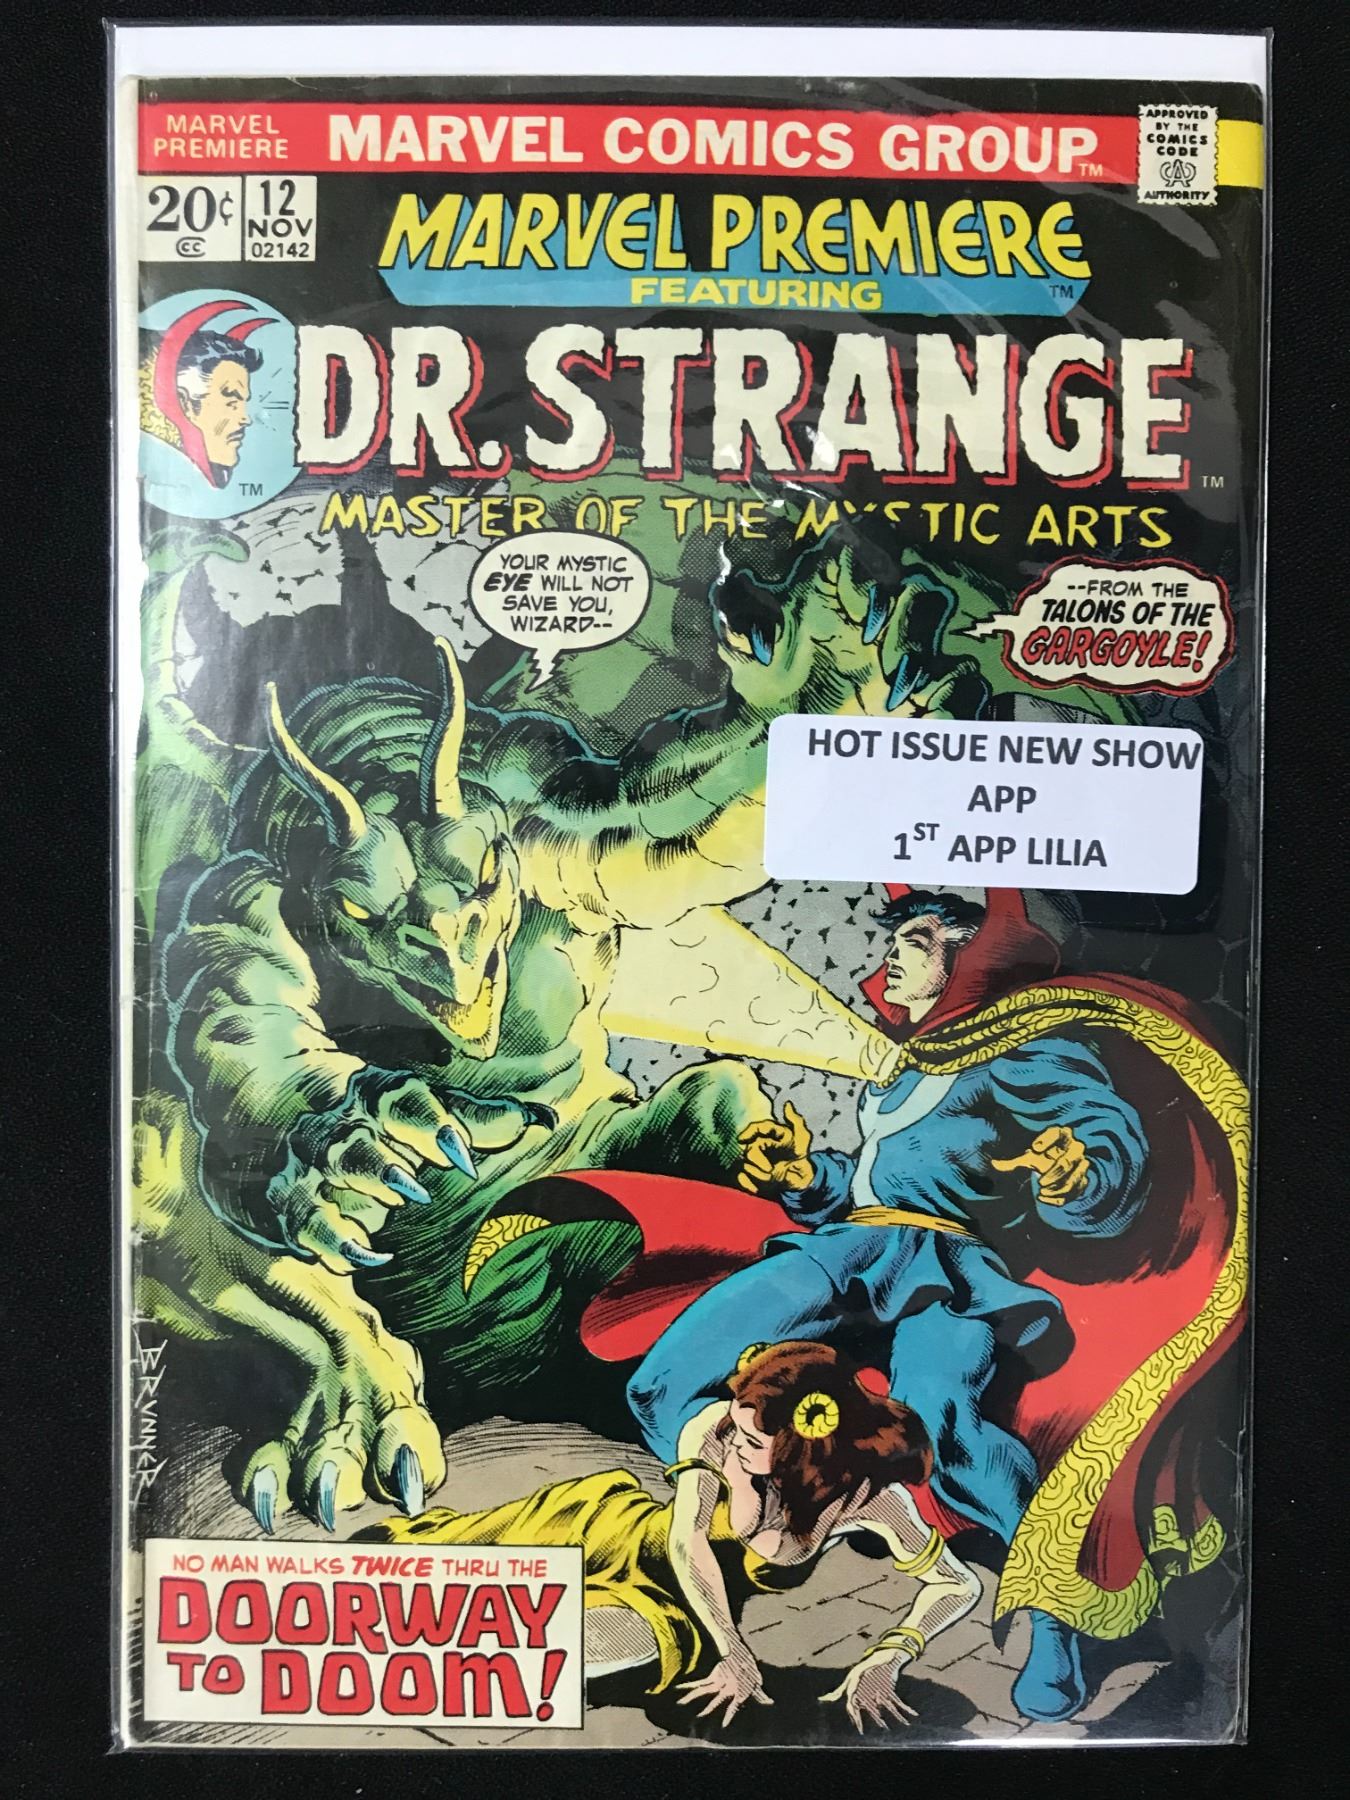 MARVEL
PREMIERE
MARVEL COMICS GROUP™
APPROVED
BY THE
COMICS
CODE
CA
AUTHORITY
20¢
CC
12
NOV
02142
MARVEL PREMIERE
FEATURING
TM
DR. STRANGE
TM
TM
MASTER OF THE MYSTIC ARTS
YOUR MYSTIC
EYE WILL NOT
SAVE YOU,
WIZARD--
--FROM THE
TALONS OF THE
GARGOYLE!
HOT ISSUE NEW SHOW
APP
1ST APP LILIA
BRUNNER
NO MAN WALKS TWICE THRU THE
DOORWAY
TO DOOM!